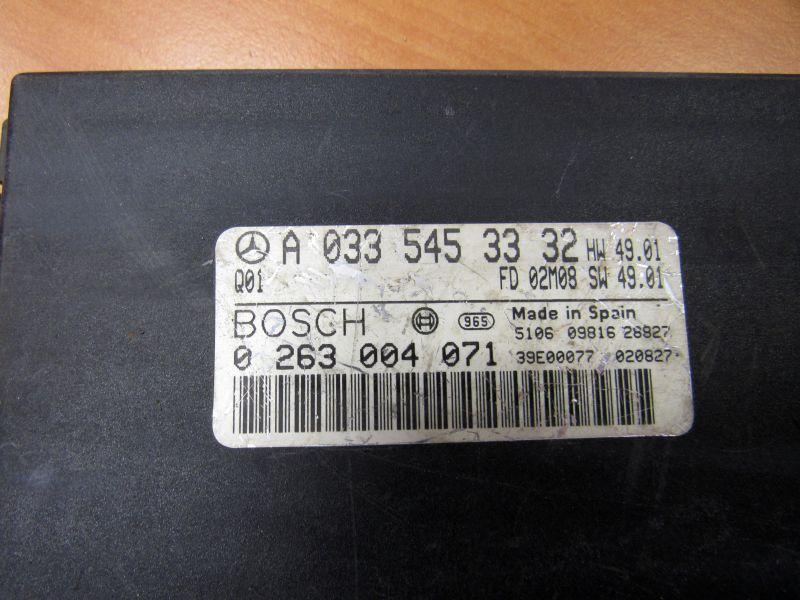 A 033 545 33 32 HW 49.01
Q01 FD 02M08 SW 49.01
BOSCH 965 Made in Spain
5106 09816 26827
0 263 004 071 39E00077 020827